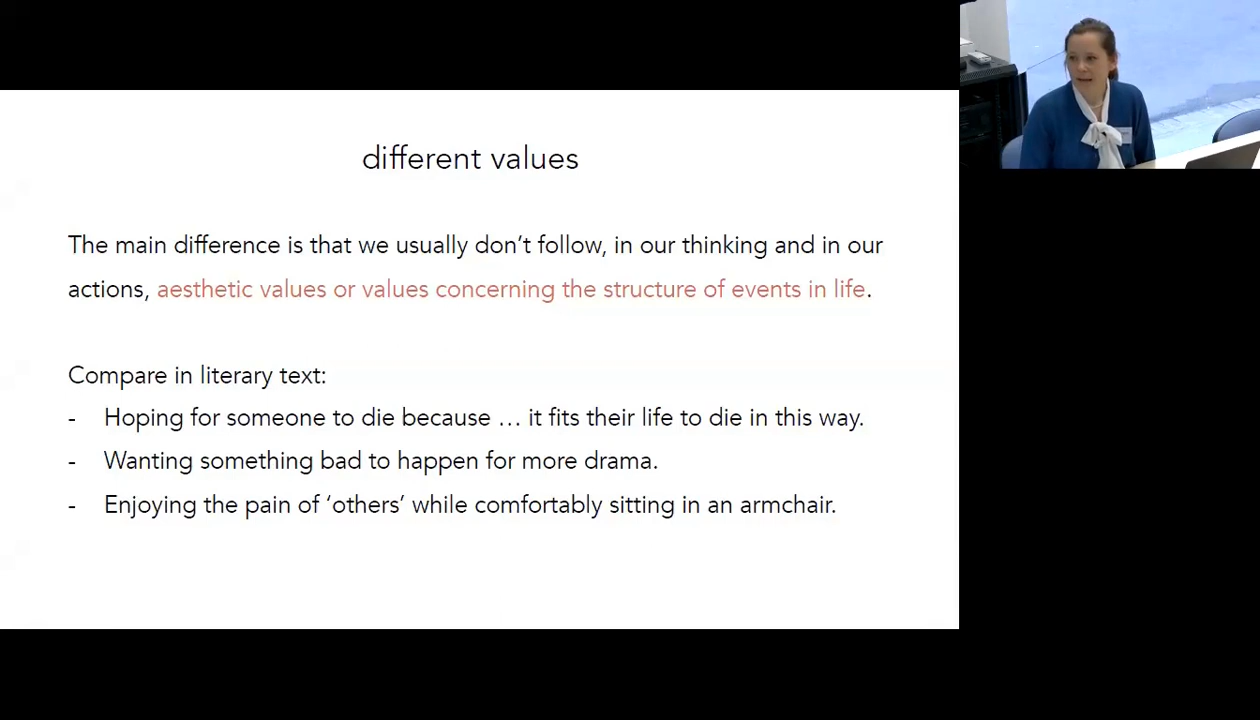 different values
The main difference is that we usually don’t follow, in our thinking and in our
actions, aesthetic values or values concerning the structure of events in life.
Compare in literary text:
- Hoping for someone to die because … it fits their life to die in this way.
- Wanting something bad to happen for more drama.
- Enjoying the pain of ‘others’ while comfortably sitting in an armchair.